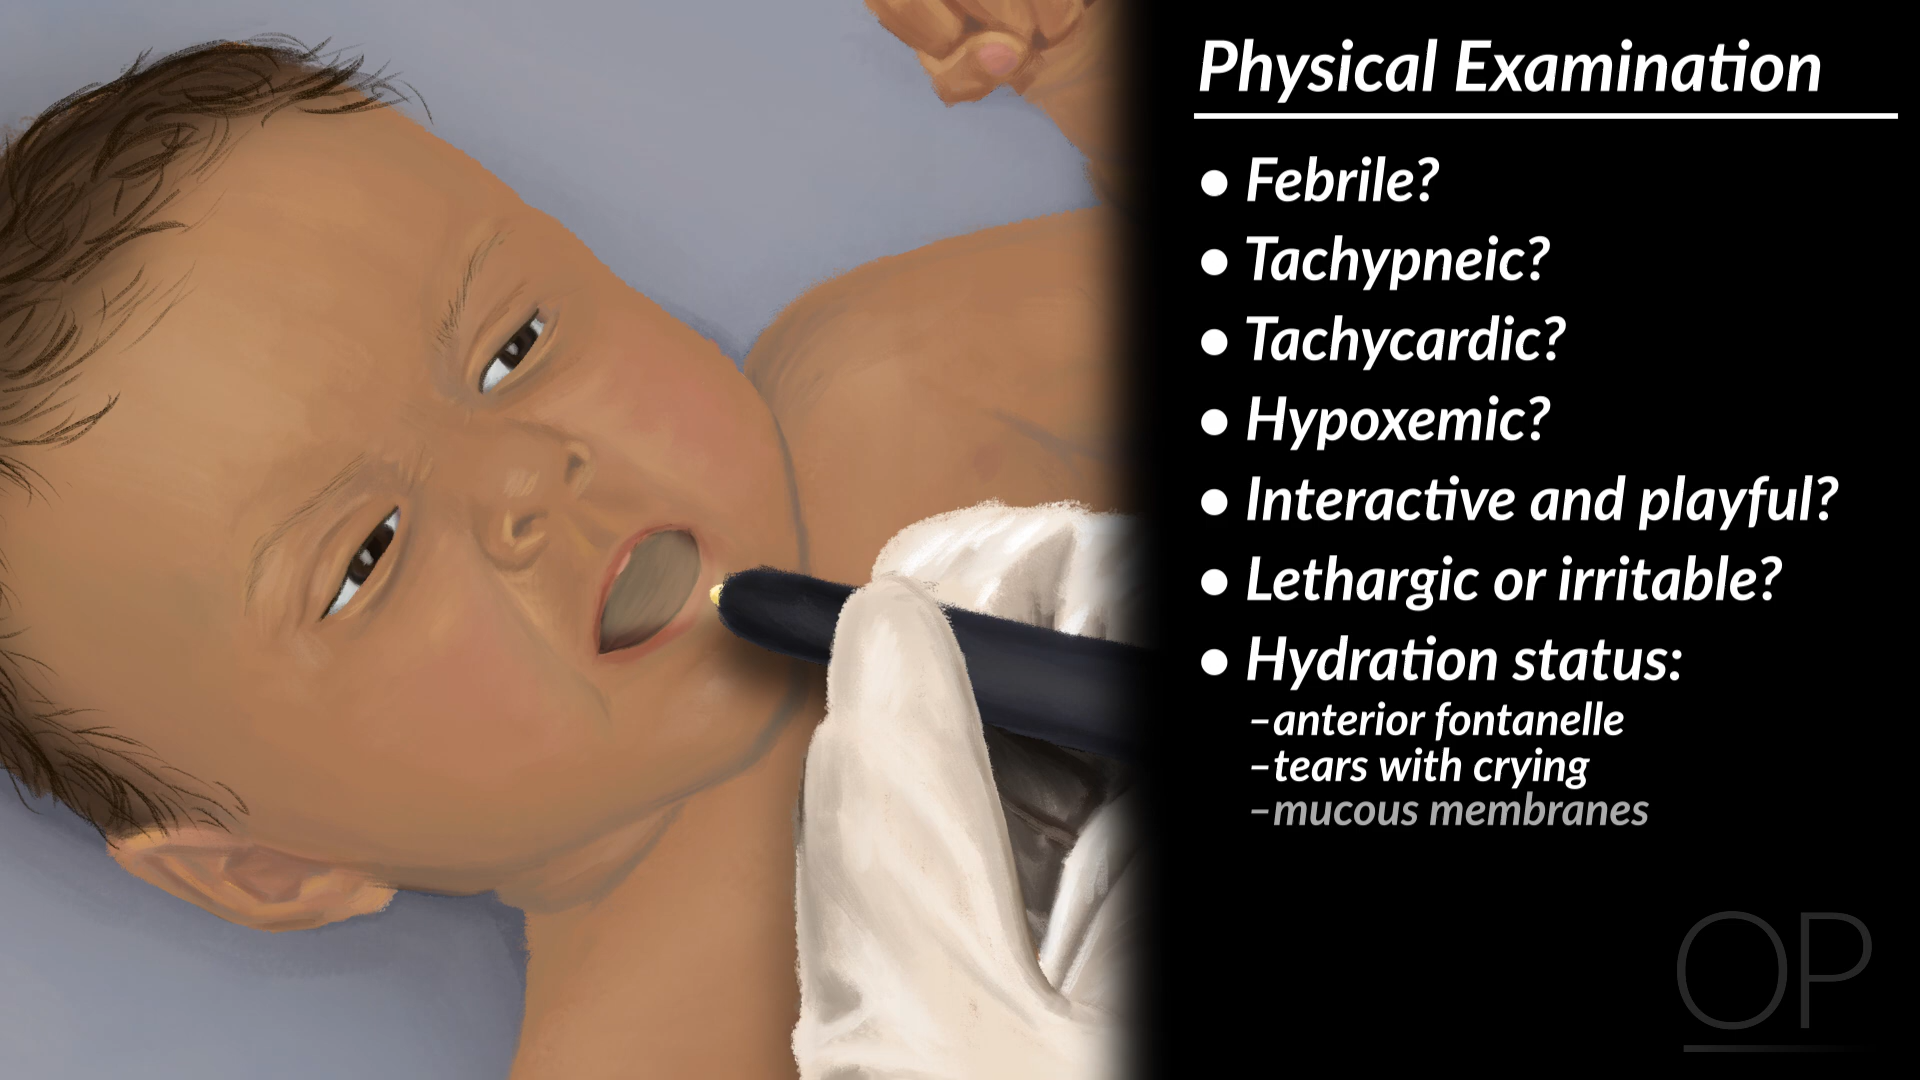 Physical Examination
● Febrile?
● Tachypneic?
● Tachycardic?
● Hypoxemic?
● Interactive and playful?
● Lethargic or irritable?
● Hydration status:
–anterior fontanelle
–tears with crying
–mucous membranes
OP